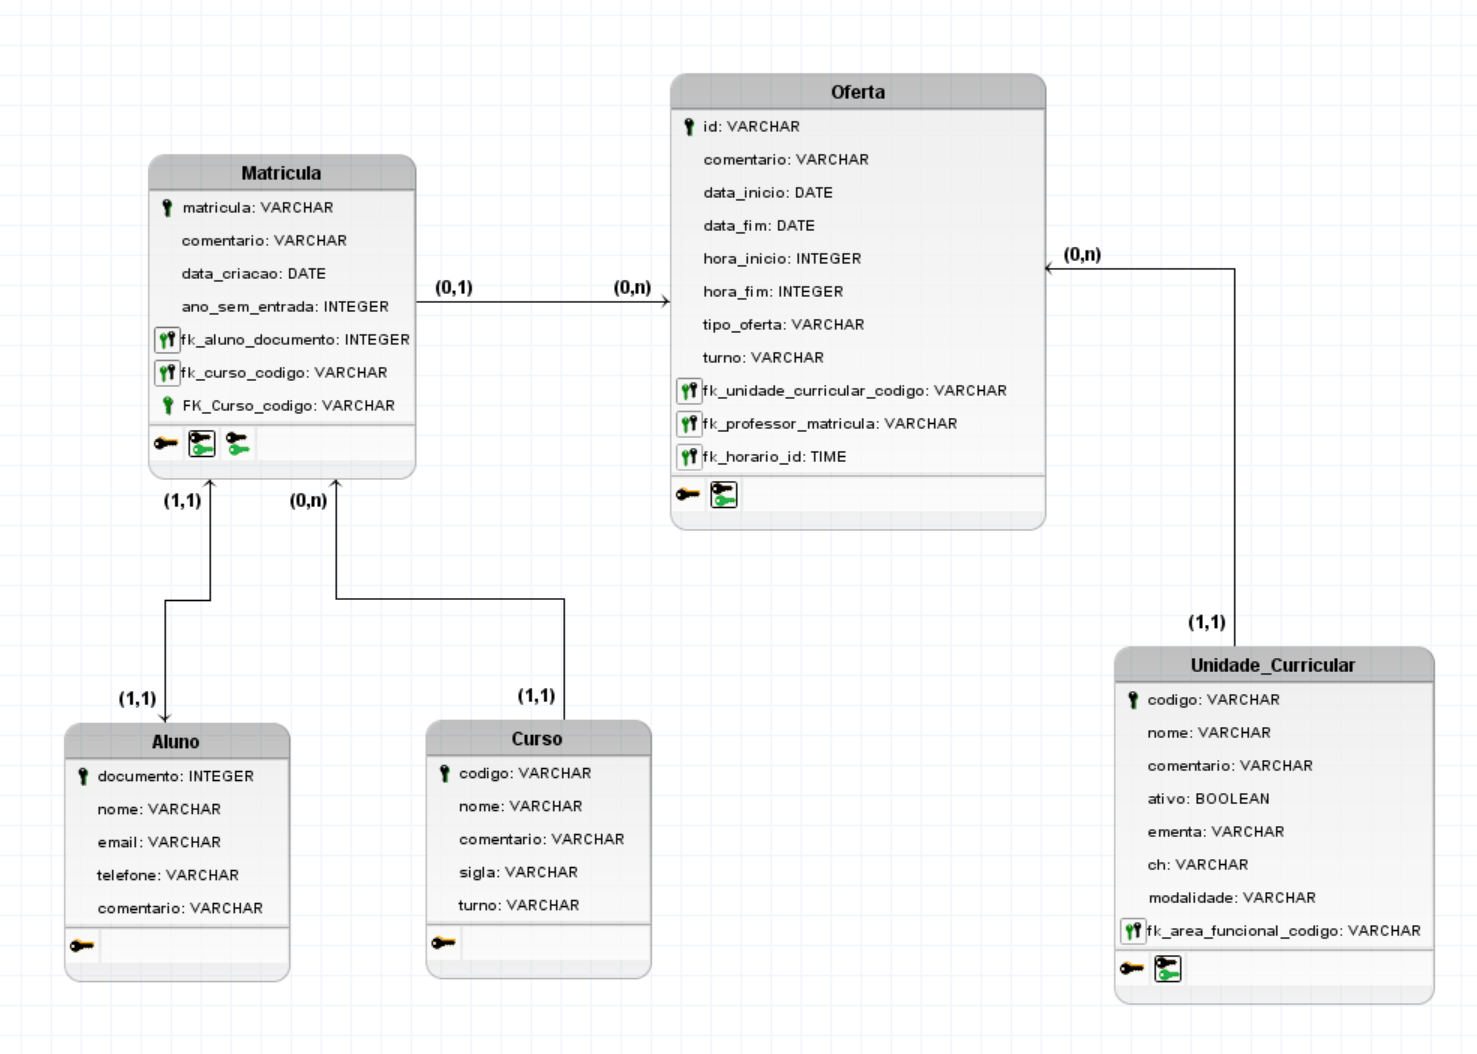 Oferta
id: VARCHAR
comentario: VARCHAR
data_inicio: DATE
data_fim: DATE
hora_inicio: INTEGER
hora_fim: INTEGER
tipo_oferta: VARCHAR
turno: VARCHAR
fk_unidade_curricular_codigo: VARCHAR
fk_professor_matricula: VARCHAR
fk_horario_id: TIME
Matricula
matricula: VARCHAR
comentario: VARCHAR
data_criacao: DATE
ano_sem_entrada: INTEGER
fk_aluno_documento: INTEGER
fk_curso_codigo: VARCHAR
FK_Curso_codigo: VARCHAR
(0,1)
(0,n)
(0,n)
(1,1)
(0,n)
(1,1)
(1,1)
(1,1)
Aluno
documento: INTEGER
nome: VARCHAR
email: VARCHAR
telefone: VARCHAR
comentario: VARCHAR
Curso
codigo: VARCHAR
nome: VARCHAR
comentario: VARCHAR
sigla: VARCHAR
turno: VARCHAR
Unidade_Curricular
codigo: VARCHAR
nome: VARCHAR
comentario: VARCHAR
ativo: BOOLEAN
ementa: VARCHAR
ch: VARCHAR
modalidade: VARCHAR
fk_area_funcional_codigo: VARCHAR